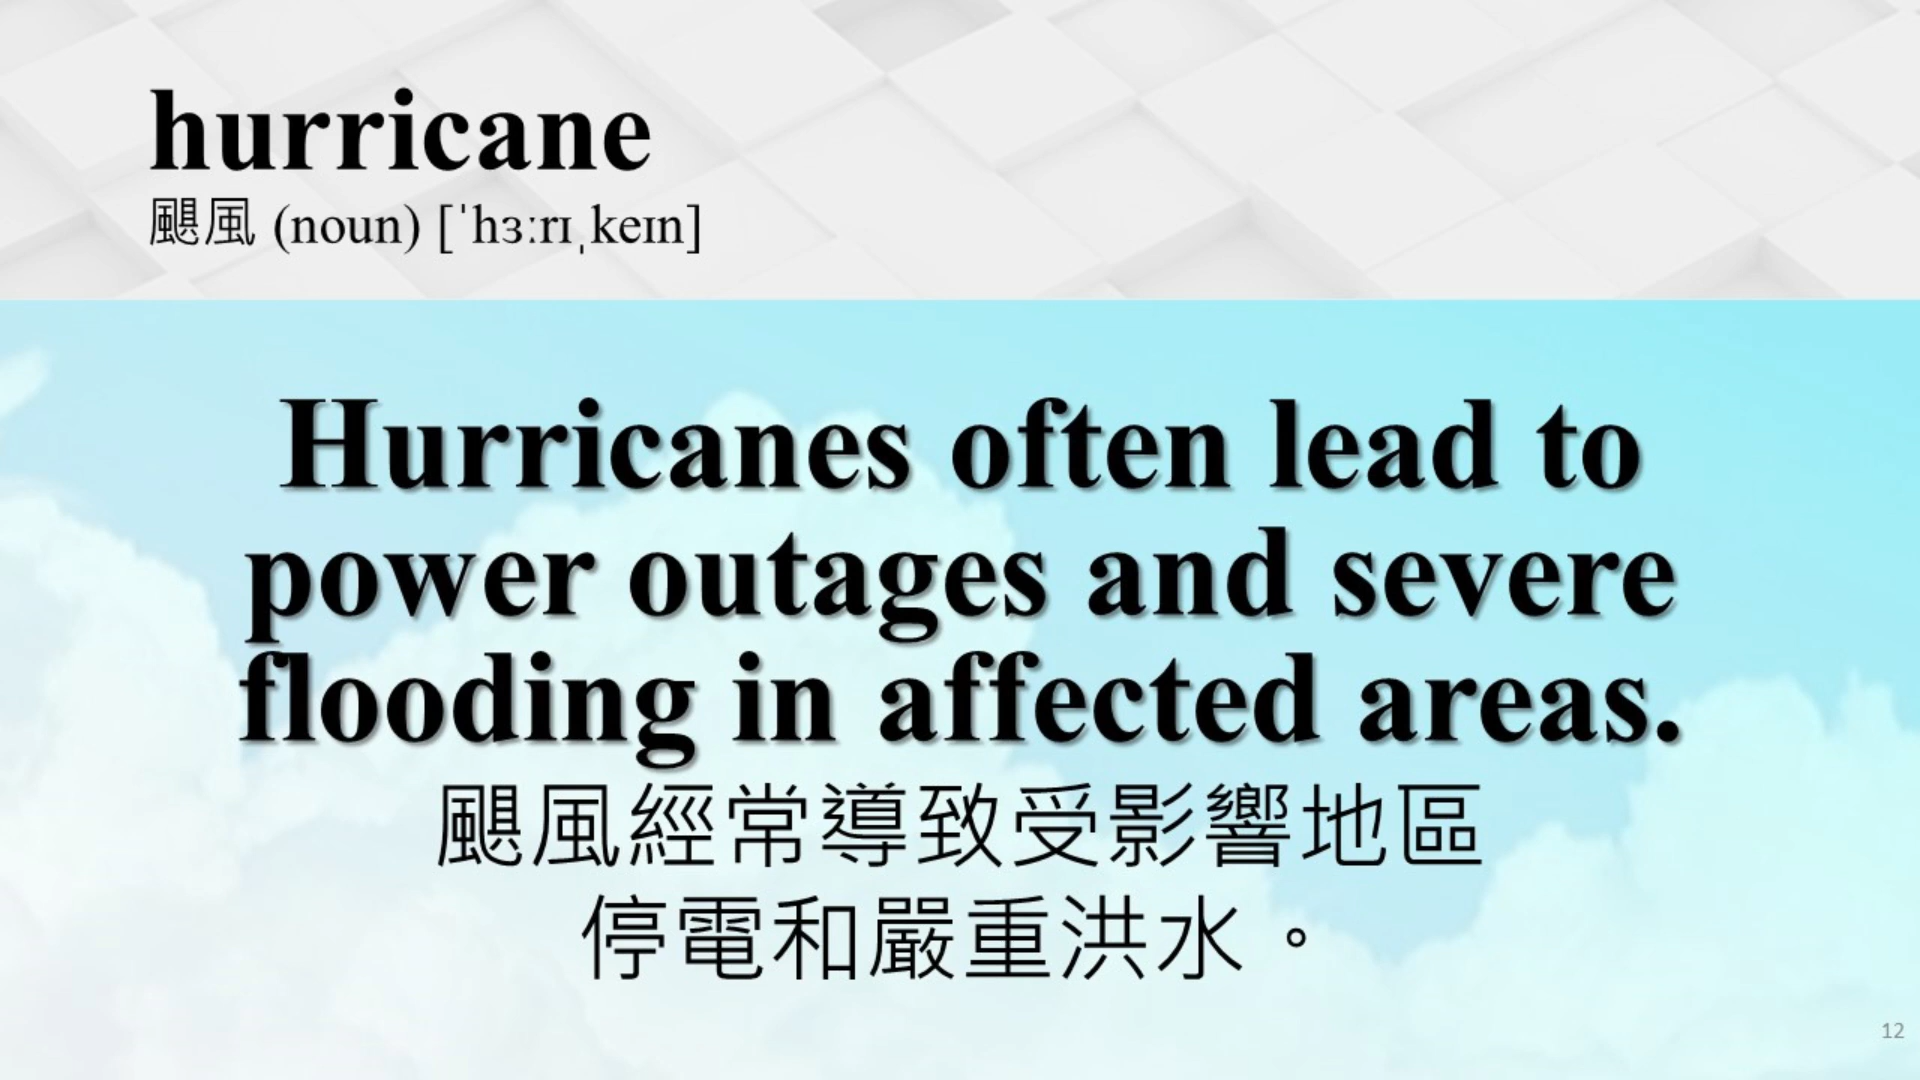 hurricane
颶風 (noun) [ˈhɜːrɪˌkeɪn]
Hurricanes often lead to
power outages and severe
flooding in affected areas.
颶風經常導致受影響地區
停電和嚴重洪水。
12